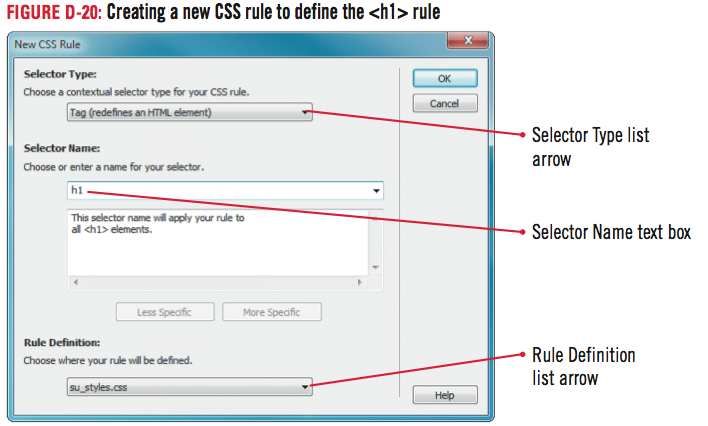 FIGURE D-20: Creating a new CSS rule to define the <h1> rule
New CSS Rule
x
Selector Type:
Choose a contextual selector type for your CSS rule.
Tag (redefines an HTML element)
OK
Cancel
Selector Type list
arrow
Selector Name:
Choose or enter a name for your selector.
h1
This selector name will apply your rule to
all <h1> elements.
Selector Name text box
Less Specific
More Specific
Rule Definition:
Choose where your rule will be defined.
su_styles.css
Rule Definition
list arrow
Help